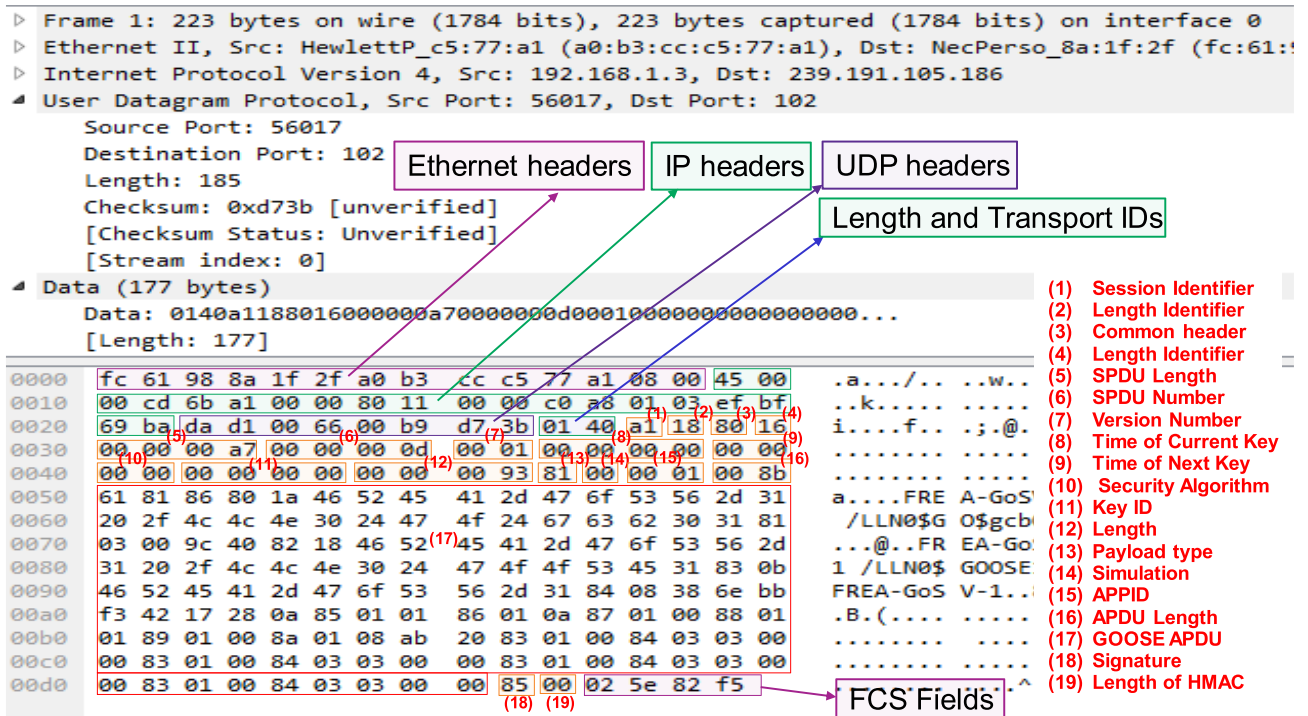 Frame 1: 223 bytes on wire (1784 bits), 223 bytes captured (1784 bits) on interface 0
Ethernet II, Src: HewlettP_c5:77:a1 (a0:b3:cc:c5:77:a1), Dst: NecPerso_8a:1f:2f (fc:61:9
Internet Protocol Version 4, Src: 192.168.1.3, Dst: 239.191.105.186
User Datagram Protocol, Src Port: 56017, Dst Port: 102
Source Port: 56017
Destination Port: 102
Length: 185
Checksum: 0xd73b [unverified]
[Checksum Status: Unverified]
[Stream index: 0]
Data (177 bytes)
Data: 0140a1188016000000a70000000d00010000000000000000...
[Length: 177]
Ethernet headers
IP headers
UDP headers
Length and Transport IDs
(1) Session Identifier
(2) Length Identifier
(3) Common header
(4) Length Identifier
(5) SPDU Length
(6) SPDU Number
(7) Version Number
(8) Time of Current Key
(9) Time of Next Key
(10) Security Algorithm
(11) Key ID
(12) Length
(13) Payload type
(14) Simulation
(15) APPID
(16) APDU Length
(17) GOOSE APDU
(18) Signature
(19) Length of HMAC
0000 fc 61 98 8a 1f 2f a0 b3 cc c5 77 a1 08 00 45 00 .a.../.. ..w..
0010 00 cd 6b a1 00 00 80 11 00 00 c0 a8 01 03 ef bf ..k..... ......
(1) (2) (3) (4)
0020 69 ba da d1 00 66 00 b9 d7 3b 01 40 a1 18 80 16 i....f.. .;.@.
(5) (6) (7) (8) (9)
0030 00 00 00 a7 00 00 00 0d 00 01 00 00 00 00 00 00 ........ ......
(10) (11) (12) (13) (14) (15) (16)
0040 00 00 00 00 00 00 00 00 00 93 81 00 00 01 00 8b ........ ......
0050 61 81 86 80 1a 46 52 45 41 2d 47 6f 53 56 2d 31 a....FRE A-GoSV
0060 20 2f 4c 4c 4e 30 24 47 4f 24 67 63 62 30 31 81 /LLN0$G O$gcb0
0070 03 00 9c 40 82 18 46 52 45 41 2d 47 6f 53 56 2d ...@..FR EA-Go
(17)
0080 31 20 2f 4c 4c 4e 30 24 47 4f 4f 53 45 31 83 0b 1 /LLN0$ GOOSE
0090 46 52 45 41 2d 47 6f 53 56 2d 31 84 08 38 6e bb FREA-GoS V-1..
00a0 f3 42 17 28 0a 85 01 01 86 01 0a 87 01 00 88 01 .B.(.... ......
00b0 01 89 01 00 8a 01 08 ab 20 83 01 00 84 03 03 00 ........ .....
00c0 00 83 01 00 84 03 03 00 00 83 01 00 84 03 03 00 ........ ......
00d0 00 83 01 00 84 03 03 00 00 85 00 02 5e 82 f5 ........ .....^
(18) (19)
FCS Fields